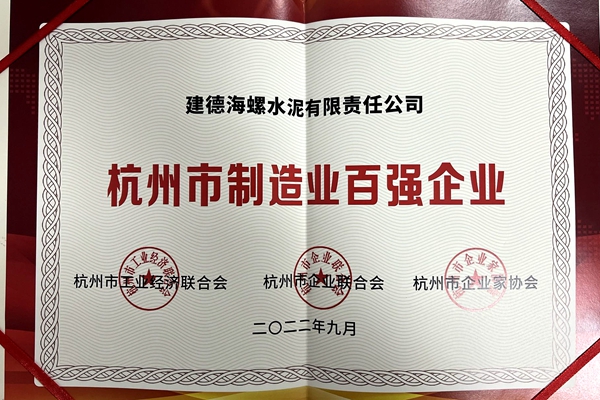 建德海螺水泥有限责任公司
杭州市制造业百强企业
杭州市工业经济联合会 杭州市企业联合会 杭州市企业家协会
二〇二二年九月